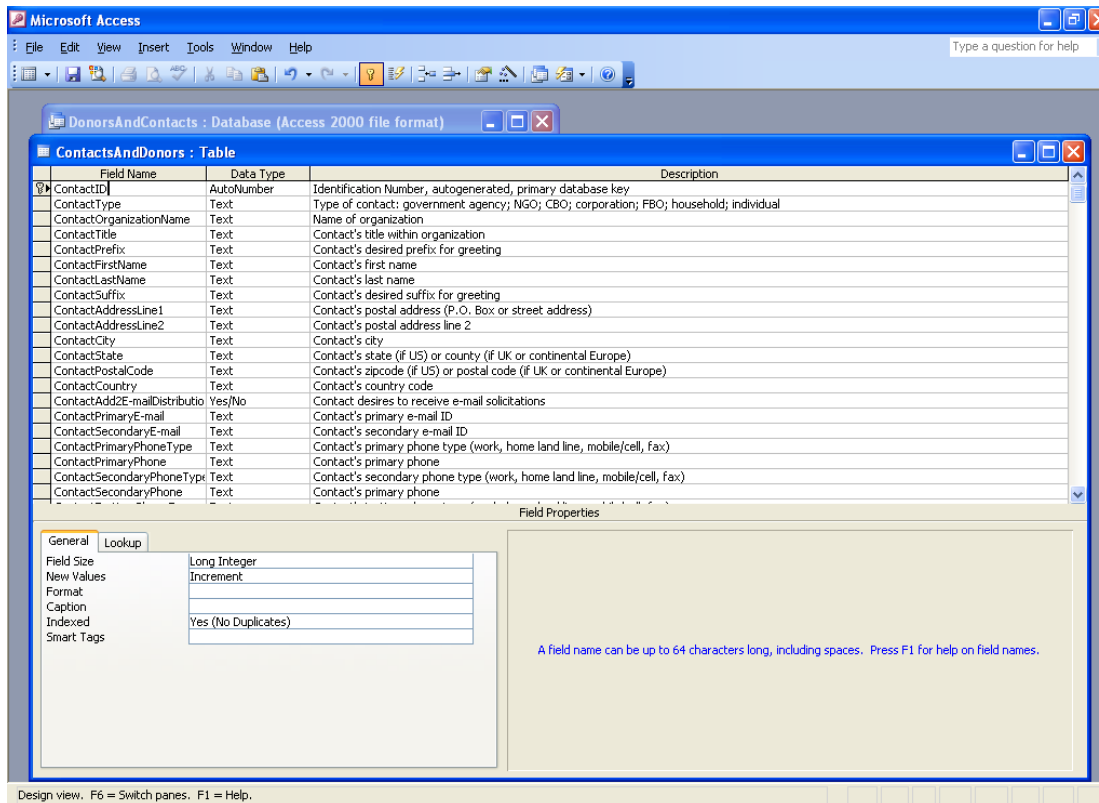 Microsoft Access
File Edit View Insert Tools Window Help Type a question for help
DonorsAndContacts : Database (Access 2000 file format)
ContactsAndDonors : Table
Field Name Data Type Description
ContactID AutoNumber Identification Number, autogenerated, primary database key
ContactType Text Type of contact: government agency; NGO; CBO; corporation; FBO; household; individual
ContactOrganizationName Text Name of organization
ContactTitle Text Contact's title within organization
ContactPrefix Text Contact's desired prefix for greeting
ContactFirstName Text Contact's first name
ContactLastName Text Contact's last name
ContactSuffix Text Contact's desired suffix for greeting
ContactAddressLine1 Text Contact's postal address (P.O. Box or street address)
ContactAddressLine2 Text Contact's postal address line 2
ContactCity Text Contact's city
ContactState Text Contact's state (if US) or county (if UK or continental Europe)
ContactPostalCode Text Contact's zipcode (if US) or postal code (if UK or continental Europe)
ContactCountry Text Contact's country code
ContactAdd2E-mailDistributio Yes/No Contact desires to receive e-mail solicitations
ContactPrimaryE-mail Text Contact's primary e-mail ID
ContactSecondaryE-mail Text Contact's secondary e-mail ID
ContactPrimaryPhoneType Text Contact's primary phone type (work, home land line, mobile/cell, fax)
ContactPrimaryPhone Text Contact's primary phone
ContactSecondaryPhoneType Text Contact's secondary phone type (work, home land line, mobile/cell, fax)
ContactSecondaryPhone Text Contact's primary phone
Field Properties
General Lookup
Field Size Long Integer
New Values Increment
Format
Caption
Indexed Yes (No Duplicates)
Smart Tags
A field name can be up to 64 characters long, including spaces. Press F1 for help on field names.
Design view. F6 = Switch panes. F1 = Help.